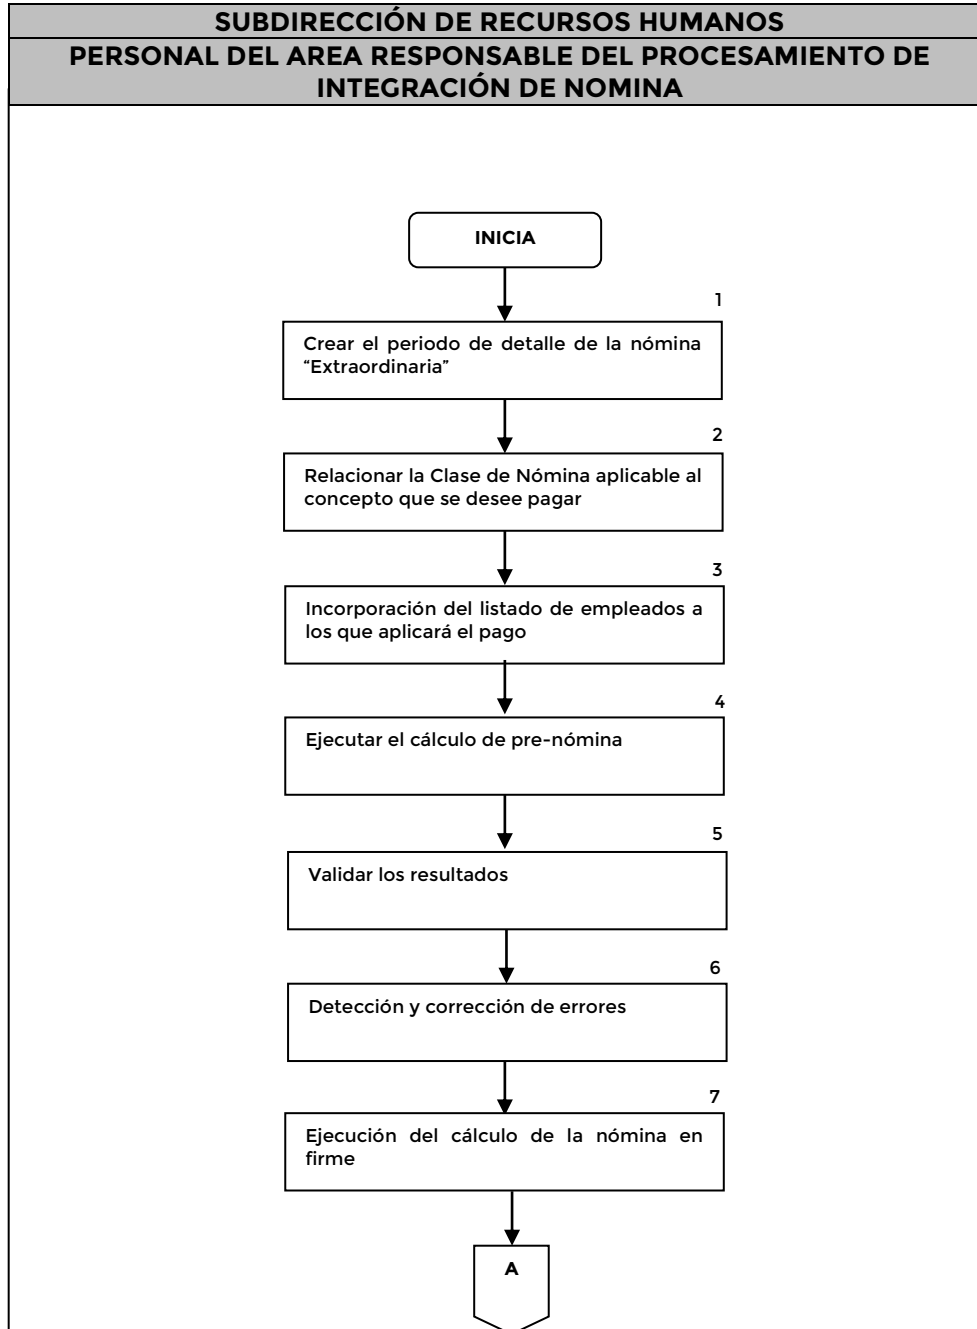 SUBDIRECCIÓN DE RECURSOS HUMANOS
PERSONAL DEL AREA RESPONSABLE DEL PROCESAMIENTO DE
INTEGRACIÓN DE NOMINA
INICIA
1
Crear el periodo de detalle de la nómina
“Extraordinaria”
2
Relacionar la Clase de Nómina aplicable al
concepto que se desee pagar
3
Incorporación del listado de empleados a
los que aplicará el pago
4
Ejecutar el cálculo de pre-nómina
5
Validar los resultados
6
Detección y corrección de errores
7
Ejecución del cálculo de la nómina en
firme
A